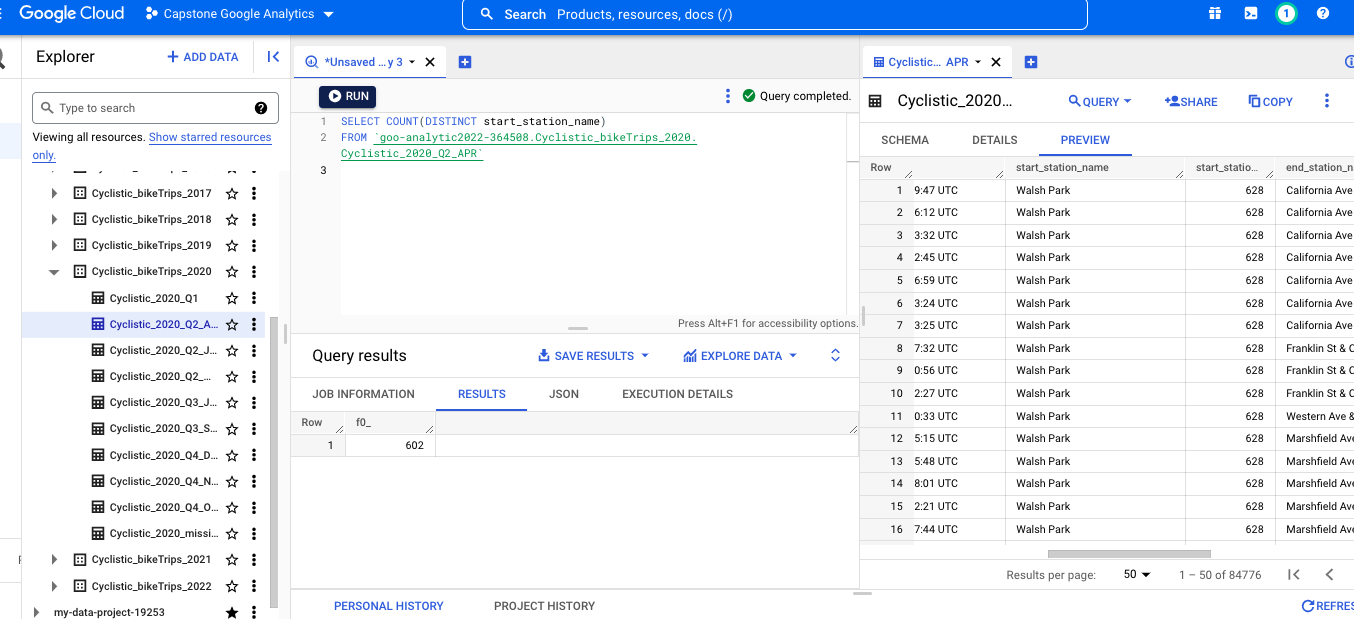 Google Cloud
Capstone Google Analytics
Search Products, resources, docs (/)
1
Explorer
ADD DATA
Type to search
Viewing all resources. Show starred resources
only.
Cyclistic_bikeTrips_2017
Cyclistic_bikeTrips_2018
Cyclistic_bikeTrips_2019
Cyclistic_bikeTrips_2020
Cyclistic_2020_Q1
Cyclistic_2020_Q2_A...
Cyclistic_2020_Q2_J...
Cyclistic_2020_Q2_...
Cyclistic_2020_Q3_J...
Cyclistic_2020_Q3_S...
Cyclistic_2020_Q4_D...
Cyclistic_2020_Q4_N...
Cyclistic_2020_Q4_O...
Cyclistic_2020_missi...
Cyclistic_bikeTrips_2021
Cyclistic_bikeTrips_2022
my-data-project-19253
*Unsaved ...y 3
RUN
Query completed.
1 SELECT COUNT(DISTINCT start_station_name)
2 FROM `goo-analytic2022-364508.Cyclistic_bikeTrips_2020.
Cyclistic_2020_Q2_APR`
3
Press Alt+F1 for accessibility options.
Query results
SAVE RESULTS
EXPLORE DATA
JOB INFORMATION RESULTS JSON EXECUTION DETAILS
Row f0_
1 602
PERSONAL HISTORY PROJECT HISTORY
Cyclistic... APR
Cyclistic_2020...
QUERY
SHARE
COPY
SCHEMA DETAILS PREVIEW
Row start_station_name start_statio... end_station_n
1 9:47 UTC Walsh Park 628 California Ave
2 6:12 UTC Walsh Park 628 California Ave
3 3:32 UTC Walsh Park 628 California Ave
4 2:45 UTC Walsh Park 628 California Ave
5 6:59 UTC Walsh Park 628 California Ave
6 3:24 UTC Walsh Park 628 California Ave
7 3:25 UTC Walsh Park 628 California Ave
8 7:32 UTC Walsh Park 628 Franklin St & C
9 0:56 UTC Walsh Park 628 Franklin St & C
10 2:27 UTC Walsh Park 628 Franklin St & C
11 0:33 UTC Walsh Park 628 Western Ave &
12 5:15 UTC Walsh Park 628 Marshfield Ave
13 5:48 UTC Walsh Park 628 Marshfield Ave
14 8:01 UTC Walsh Park 628 Marshfield Ave
15 2:21 UTC Walsh Park 628 Marshfield Ave
16 7:44 UTC Walsh Park 628 Marshfield Ave
Results per page: 50 1 – 50 of 84776
REFRES